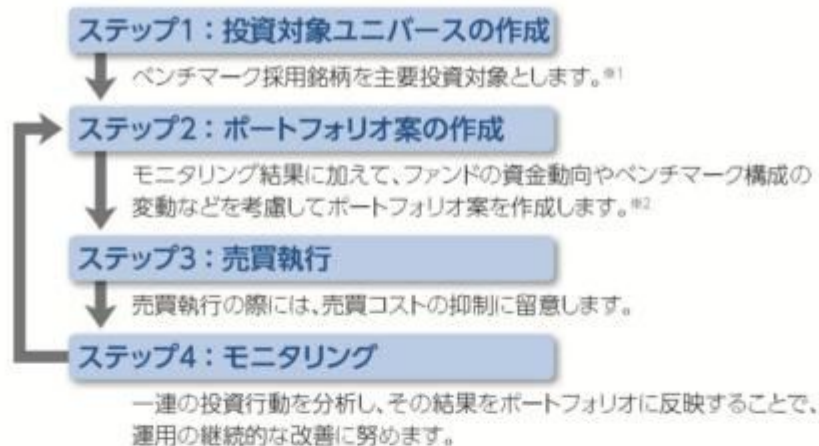 ステップ1：投資対象ユニバースの作成
ベンチマーク採用銘柄を主要投資対象とします。※1
ステップ2：ポートフォリオ案の作成
モニタリング結果に加えて、ファンドの資金動向やベンチマーク構成の
変動などを考慮してポートフォリオ案を作成します。※2
ステップ3：売買執行
売買執行の際には、売買コストの抑制に留意します。
ステップ4：モニタリング
一連の投資行動を分析し、その結果をポートフォリオに反映することで、
運用の継続的な改善に努めます。